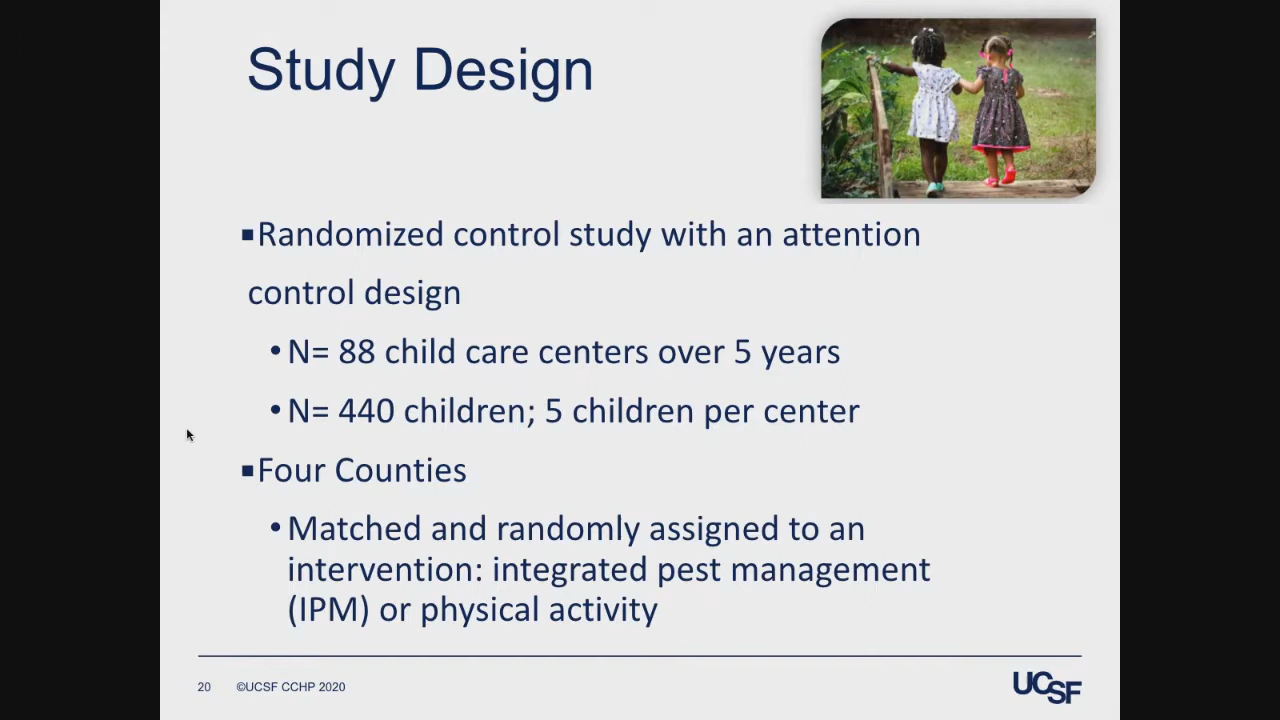 Study Design
▪Randomized control study with an attention
control design
•N= 88 child care centers over 5 years
•N= 440 children; 5 children per center
▪Four Counties
•Matched and randomly assigned to an
intervention: integrated pest management
(IPM) or physical activity
20 ©UCSF CCHP 2020
UCSF